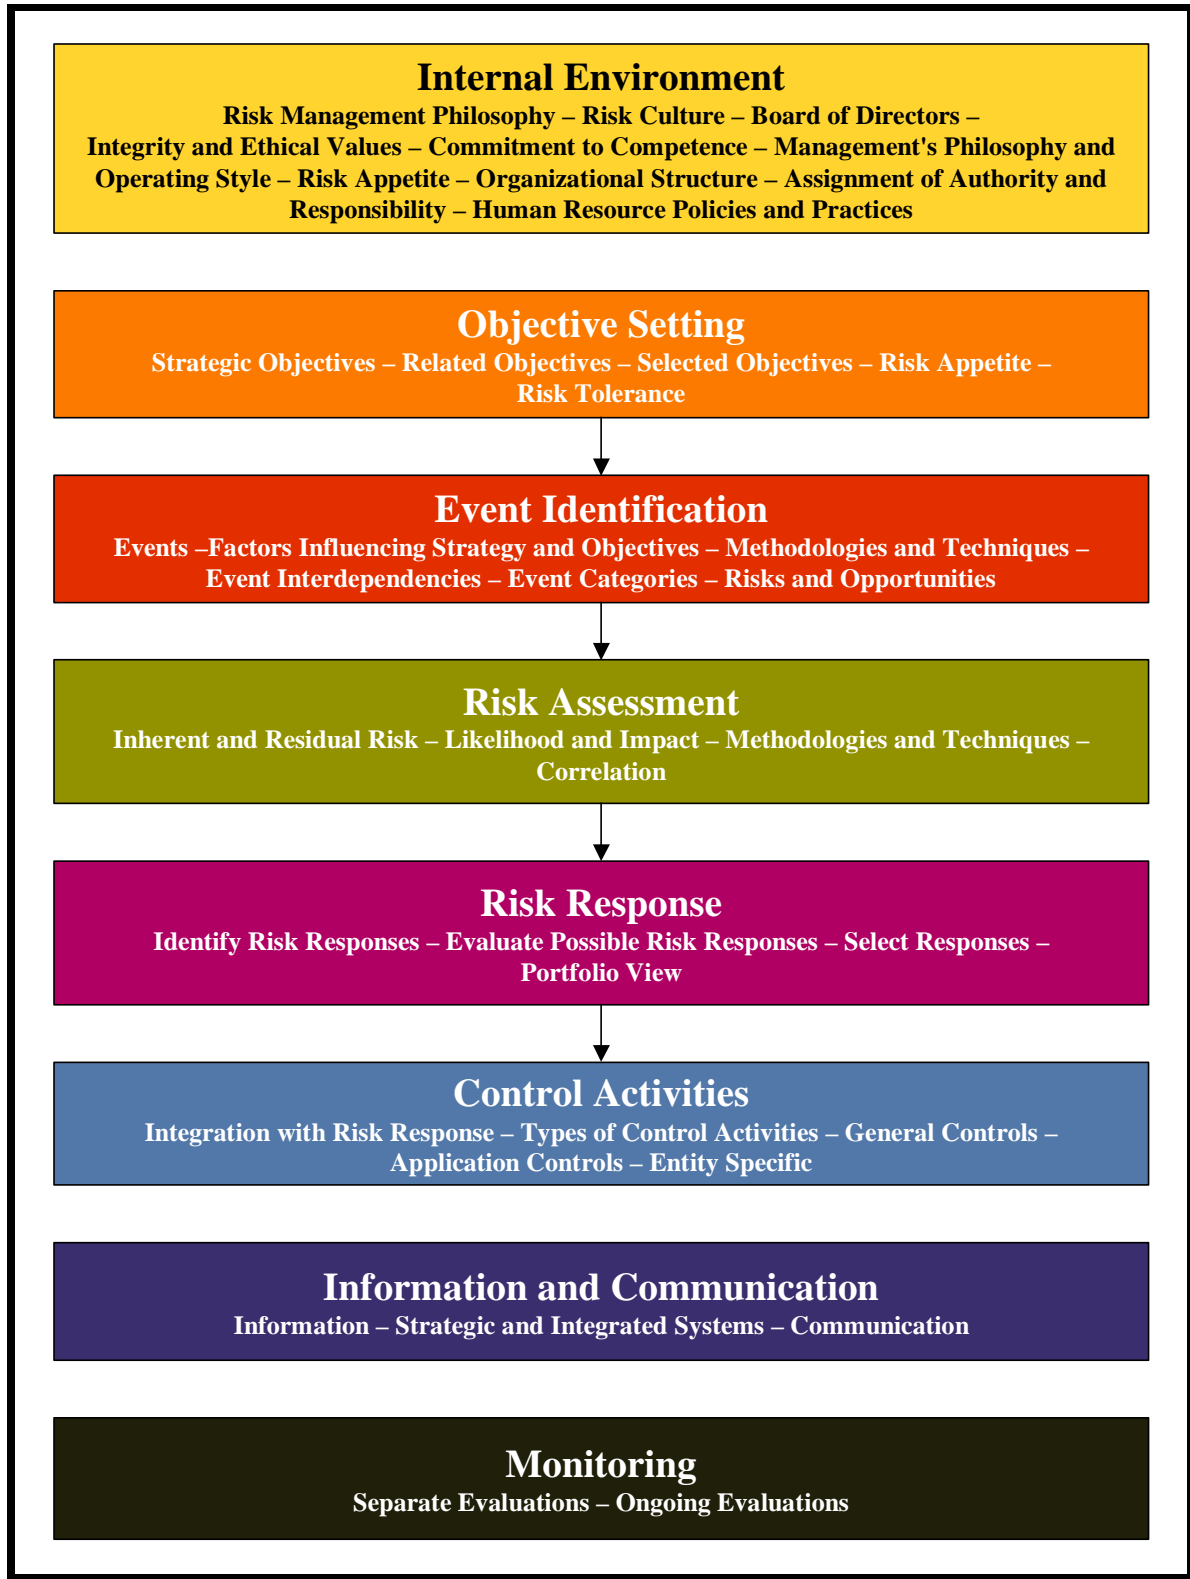 Internal Environment
Risk Management Philosophy – Risk Culture – Board of Directors –
Integrity and Ethical Values – Commitment to Competence – Management's Philosophy and
Operating Style – Risk Appetite – Organizational Structure – Assignment of Authority and
Responsibility – Human Resource Policies and Practices
Objective Setting
Strategic Objectives – Related Objectives – Selected Objectives – Risk Appetite –
Risk Tolerance
Event Identification
Events –Factors Influencing Strategy and Objectives – Methodologies and Techniques –
Event Interdependencies – Event Categories – Risks and Opportunities
Risk Assessment
Inherent and Residual Risk – Likelihood and Impact – Methodologies and Techniques –
Correlation
Risk Response
Identify Risk Responses – Evaluate Possible Risk Responses – Select Responses –
Portfolio View
Control Activities
Integration with Risk Response – Types of Control Activities – General Controls –
Application Controls – Entity Specific
Information and Communication
Information – Strategic and Integrated Systems – Communication
Monitoring
Separate Evaluations – Ongoing Evaluations